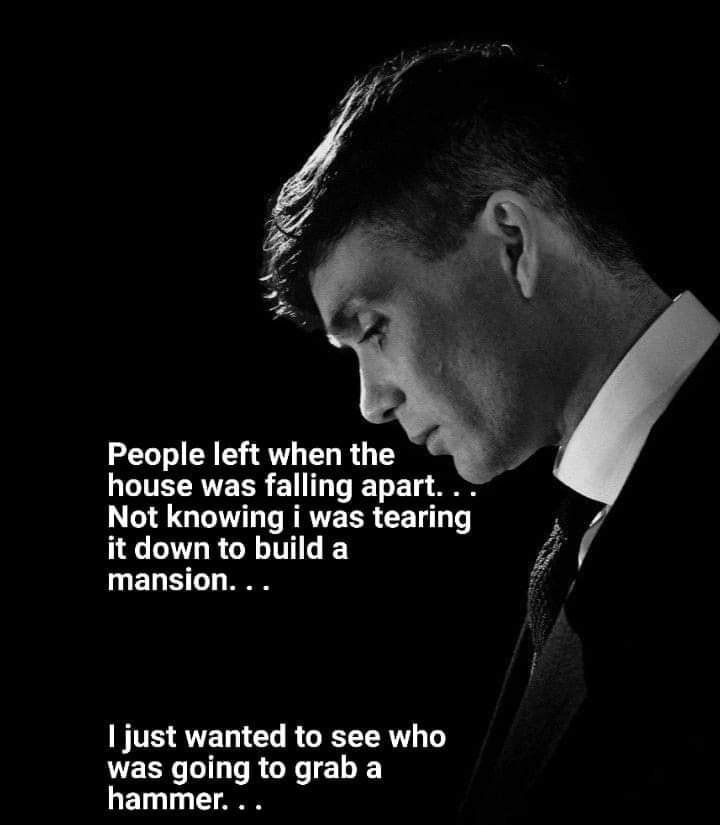 People left when the
house was falling apart. . .
Not knowing i was tearing
it down to build a
mansion. . .
I just wanted to see who
was going to grab a
hammer. . .